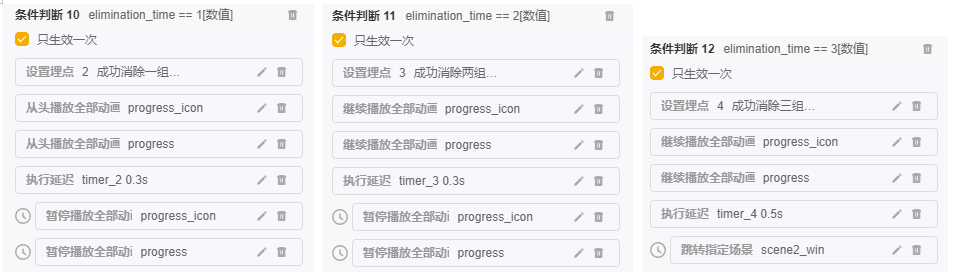 条件判断 10 elimination_time == 1[数值]
只生效一次
设置埋点 2 成功消除一组...
从头播放全部动画 progress_icon
从头播放全部动画 progress
执行延迟 timer_2 0.3s
暂停播放全部动i progress_icon
暂停播放全部动i progress
条件判断 11 elimination_time == 2[数值]
只生效一次
设置埋点 3 成功消除两组...
继续播放全部动画 progress_icon
继续播放全部动画 progress
执行延迟 timer_3 0.3s
暂停播放全部动i progress_icon
暂停播放全部动i progress
条件判断 12 elimination_time == 3[数值]
只生效一次
设置埋点 4 成功消除三组...
继续播放全部动画 progress_icon
继续播放全部动画 progress
执行延迟 timer_4 0.5s
跳转指定场景 scene2_win